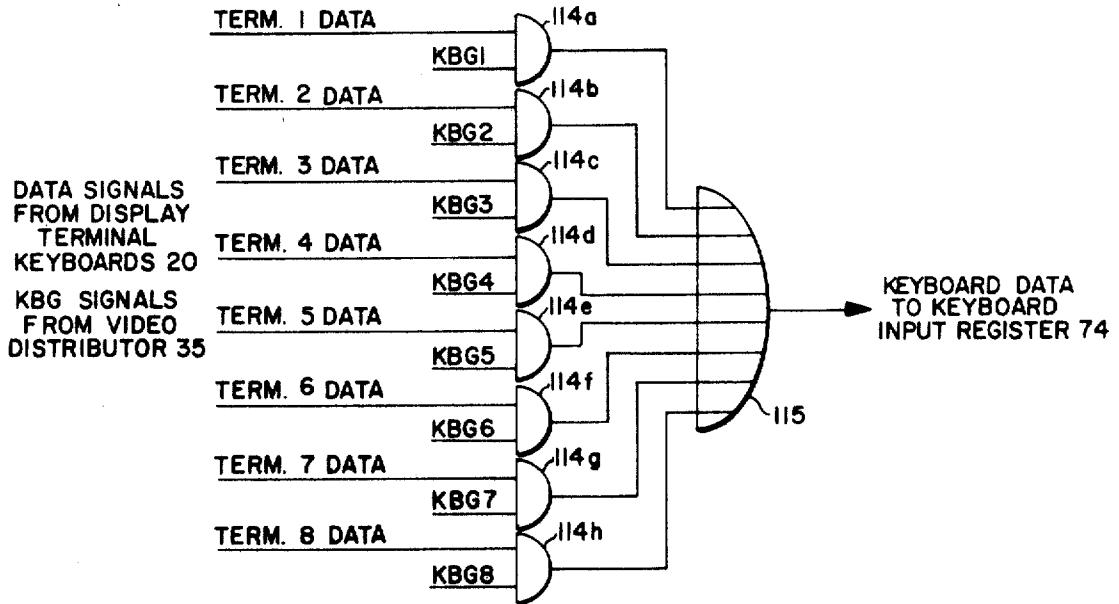 TERM. 1 DATA
114a
KBG1
TERM. 2 DATA
114b
KBG2
TERM. 3 DATA
114c
KBG3
TERM. 4 DATA
114d
KBG4
TERM. 5 DATA
114e
KBG5
TERM. 6 DATA
114f
KBG6
TERM. 7 DATA
114g
KBG7
TERM. 8 DATA
114h
KBG8
DATA SIGNALS
FROM DISPLAY
TERMINAL
KEYBOARDS 20
KBG SIGNALS
FROM VIDEO
DISTRIBUTOR 35
115
KEYBOARD DATA
TO KEYBOARD
INPUT REGISTER 74